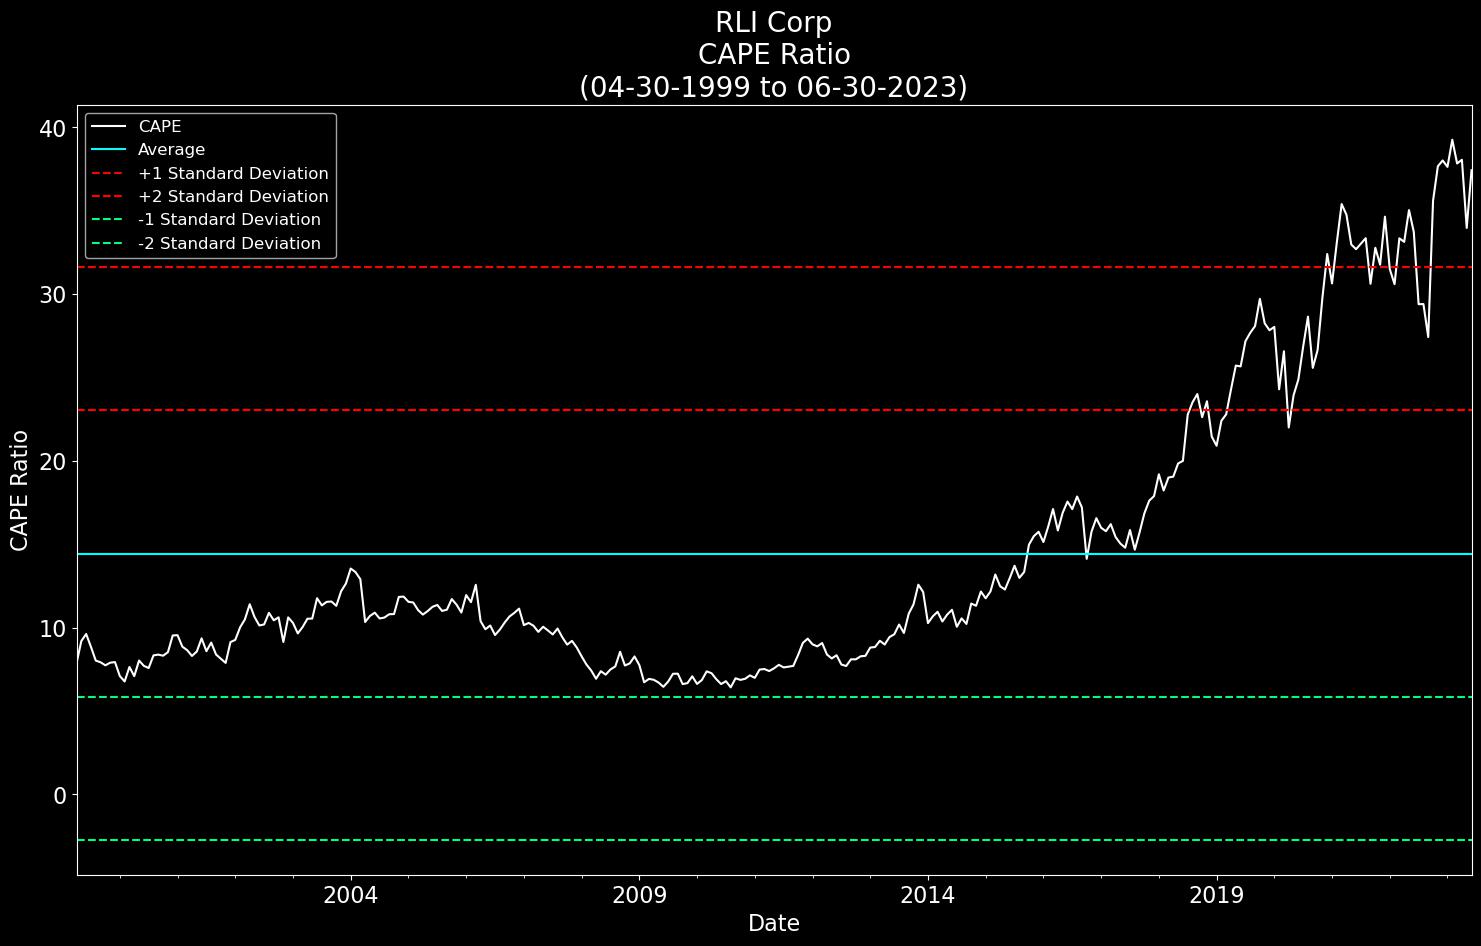 RLI Corp
CAPE Ratio
(04-30-1999 to 06-30-2023)
CAPE
Average
+1 Standard Deviation
+2 Standard Deviation
-1 Standard Deviation
-2 Standard Deviation
40
30
20
10
0
CAPE Ratio
2004
2009
2014
2019
Date